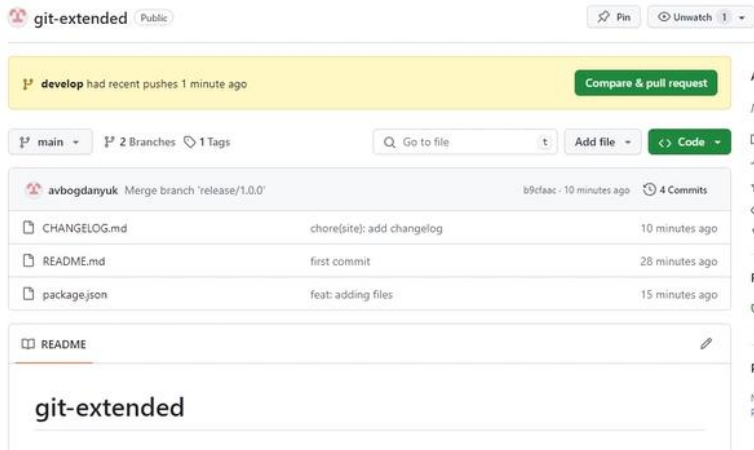 git-extended Public Pin Unwatch 1
develop had recent pushes 1 minute ago Compare & pull request
main 2 Branches 1 Tags Go to file t Add file Code
avbogdanyuk Merge branch 'release/1.0.0' b9cfaac · 10 minutes ago 4 Commits
CHANGELOG.md chore(site): add changelog 10 minutes ago
README.md first commit 28 minutes ago
package.json feat: adding files 15 minutes ago
README
git-extended